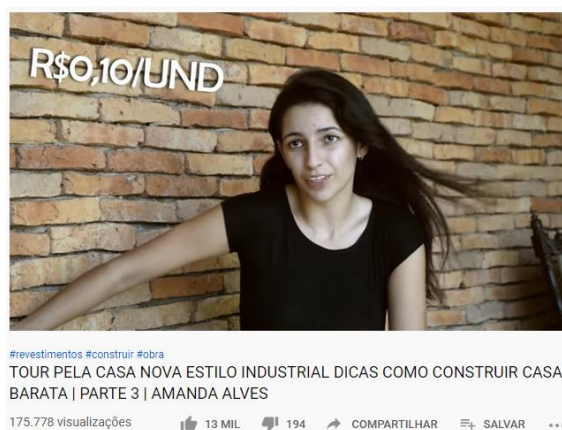 R$0,10/UND
#revestimentos #construir #obra
TOUR PELA CASA NOVA ESTILO INDUSTRIAL DICAS COMO CONSTRUIR CASA
BARATA | PARTE 3 | AMANDA ALVES
175.778 visualizações 13 MIL 194 COMPARTILHAR SALVAR